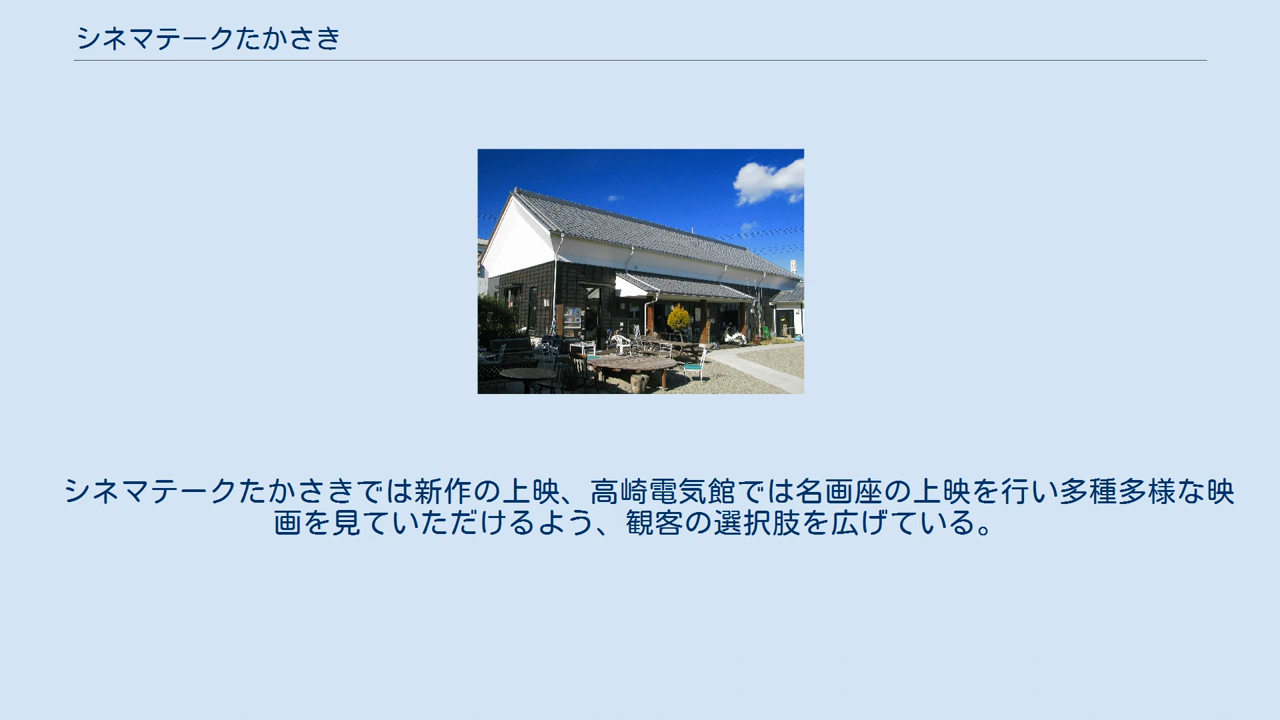 シネマテークたかさき
シネマテークたかさきでは新作の上映、高崎電気館では名画座の上映を行い多種多様な映
画を見ていただけるよう、観客の選択肢を広げている。